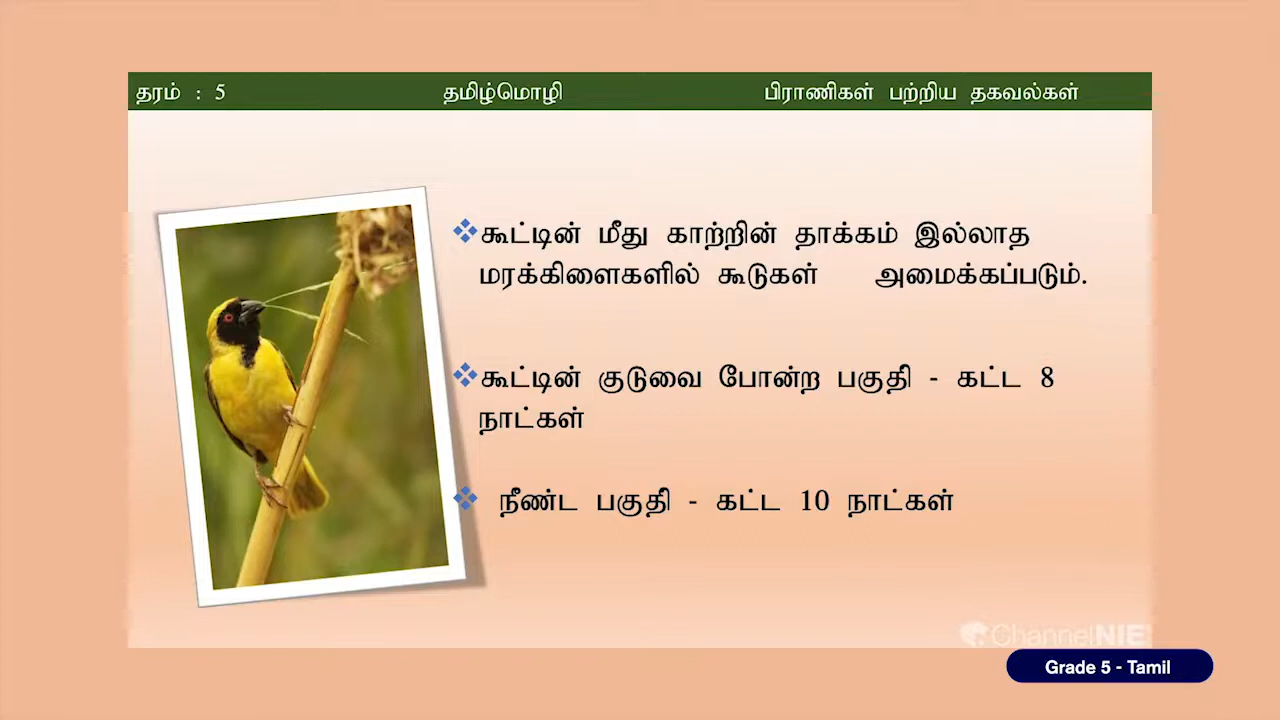 தரம் : 5 தமிழ்மொழி பிராணிகள் பற்றிய தகவல்கள்
❖கூட்டின் மீது காற்றின் தாக்கம் இல்லாத
மரக்கிளைகளில் கூடுகள் அமைக்கப்படும்.
❖கூட்டின் குடுவை போன்ற பகுதி - கட்ட 8
நாட்கள்
❖ நீண்ட பகுதி - கட்ட 10 நாட்கள்
ChannelNIE
Grade 5 - Tamil